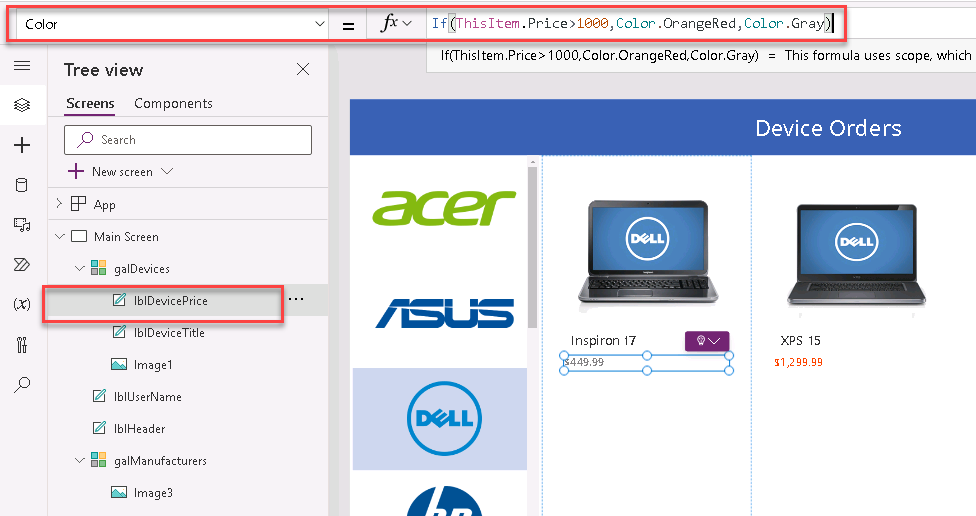 Color
=
fx
If(ThisItem.Price>1000,Color.OrangeRed,Color.Gray)
If(ThisItem.Price>1000,Color.OrangeRed,Color.Gray) = This formula uses scope, which
Tree view
Screens
Components
Search
New screen
App
Main Screen
galDevices
lblDevicePrice
lblDeviceTitle
Image1
lblUserName
lblHeader
galManufacturers
Image3
(x)
Device Orders
acer
ASUS
DELL
hp
DELL
Inspiron 17
$449.99
DELL
XPS 15
$1,299.99